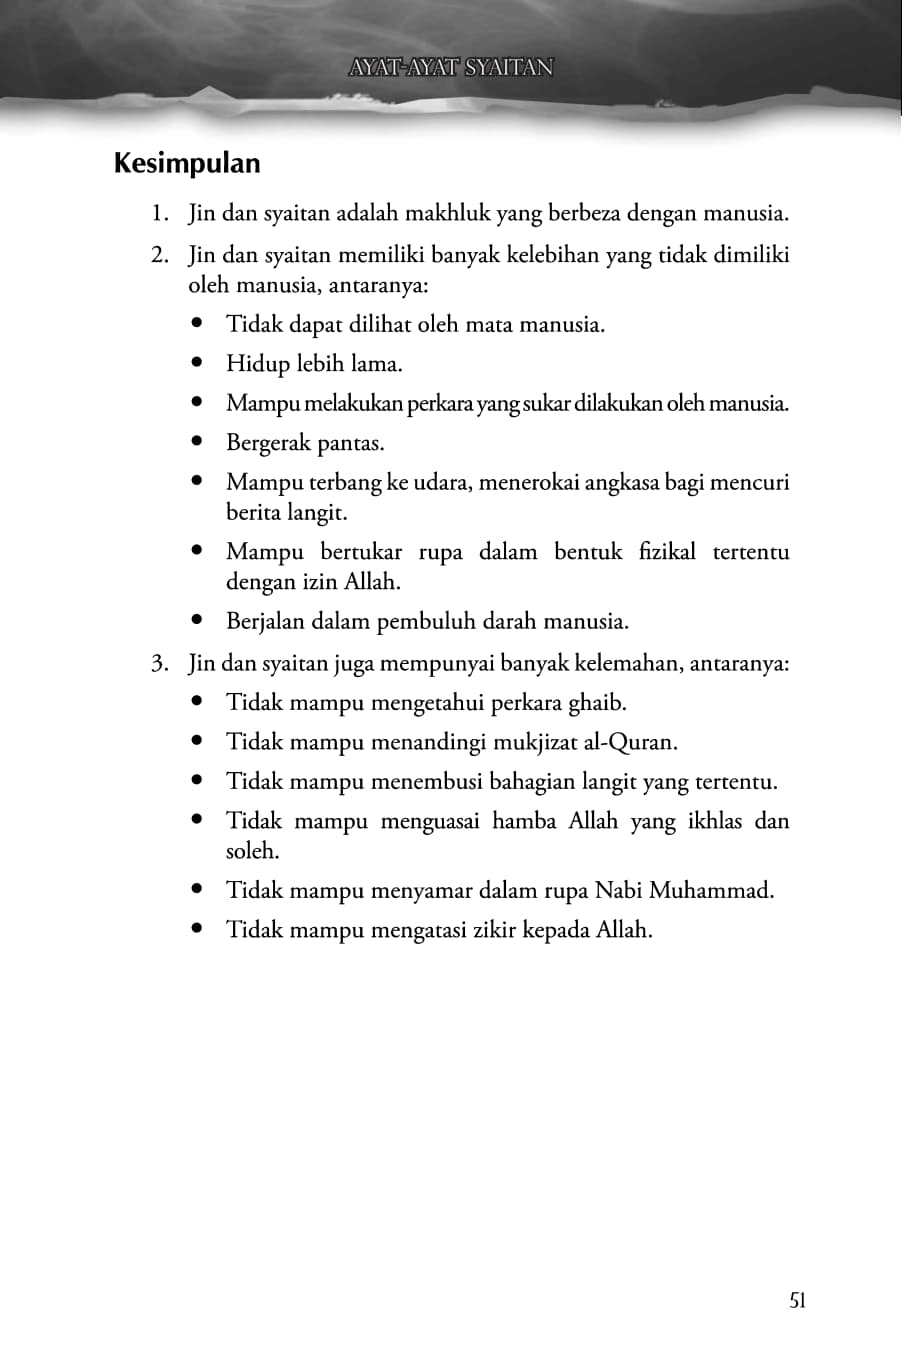 AYAT-AYAT SYAITAN
Kesimpulan
1. Jin dan syaitan adalah makhluk yang berbeza dengan manusia.
2. Jin dan syaitan memiliki banyak kelebihan yang tidak dimiliki
oleh manusia, antaranya:
• Tidak dapat dilihat oleh mata manusia.
• Hidup lebih lama.
• Mampu melakukan perkara yang sukar dilakukan oleh manusia.
• Bergerak pantas.
• Mampu terbang ke udara, menerokai angkasa bagi mencuri
berita langit.
• Mampu bertukar rupa dalam bentuk fizikal tertentu
dengan izin Allah.
• Berjalan dalam pembuluh darah manusia.
3. Jin dan syaitan juga mempunyai banyak kelemahan, antaranya:
• Tidak mampu mengetahui perkara ghaib.
• Tidak mampu menandingi mukjizat al-Quran.
• Tidak mampu menembusi bahagian langit yang tertentu.
• Tidak mampu menguasai hamba Allah yang ikhlas dan
soleh.
• Tidak mampu menyamar dalam rupa Nabi Muhammad.
• Tidak mampu mengatasi zikir kepada Allah.
51